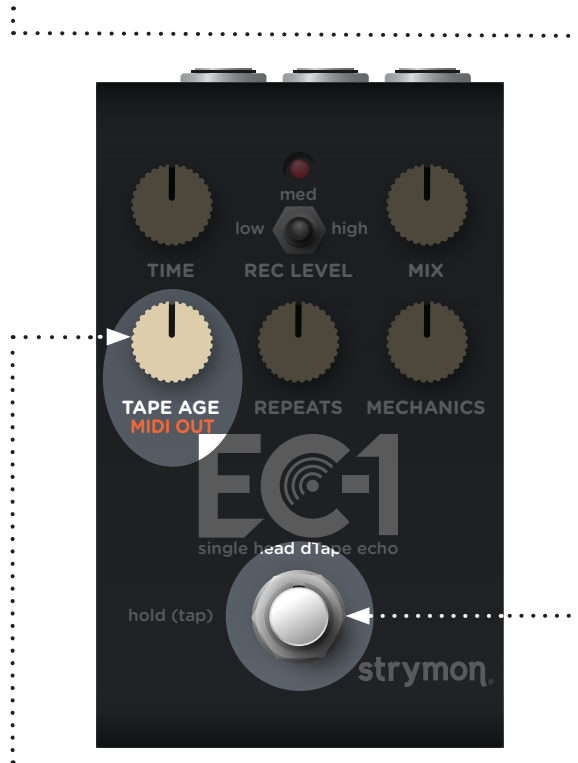 med
low high
TIME REC LEVEL MIX
TAPE AGE REPEATS MECHANICS
MIDI OUT
EC-1
single head dTape echo
hold (tap)
strymon®